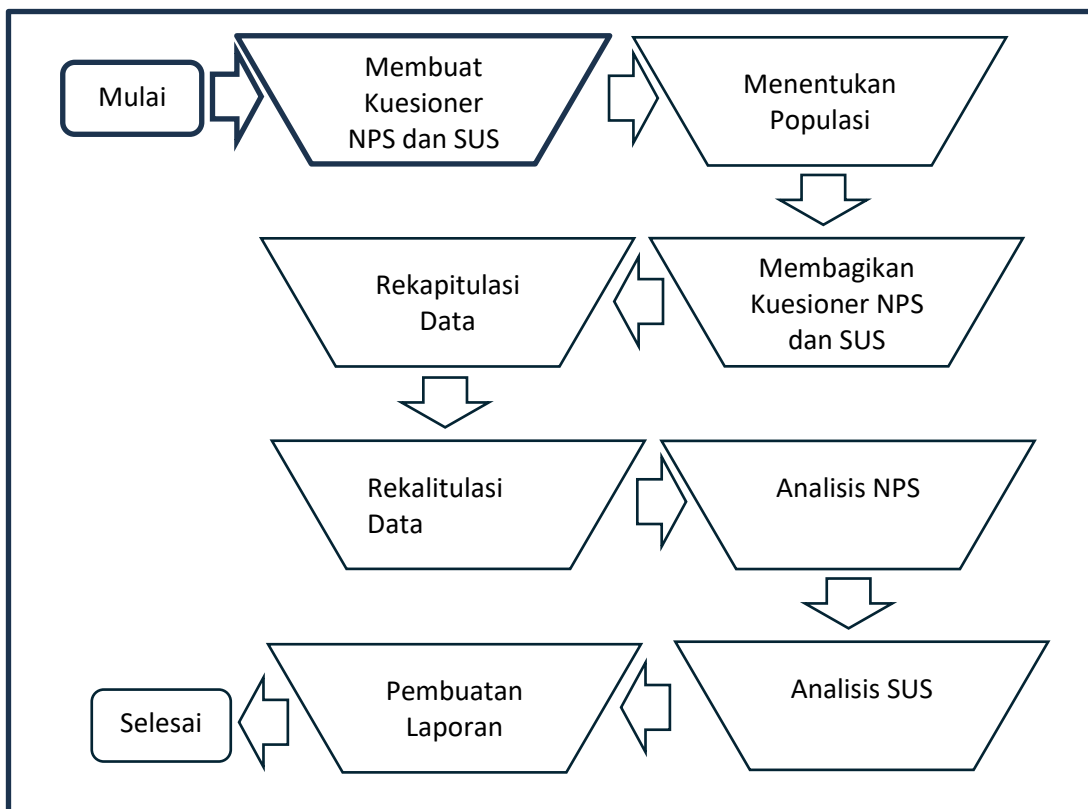 Mulai
Membuat
Kuesioner
NPS dan SUS
Menentukan
Populasi
Membagikan
Kuesioner NPS
dan SUS
Rekapitulasi
Data
Rekalitulasi
Data
Analisis NPS
Analisis SUS
Pembuatan
Laporan
Selesai